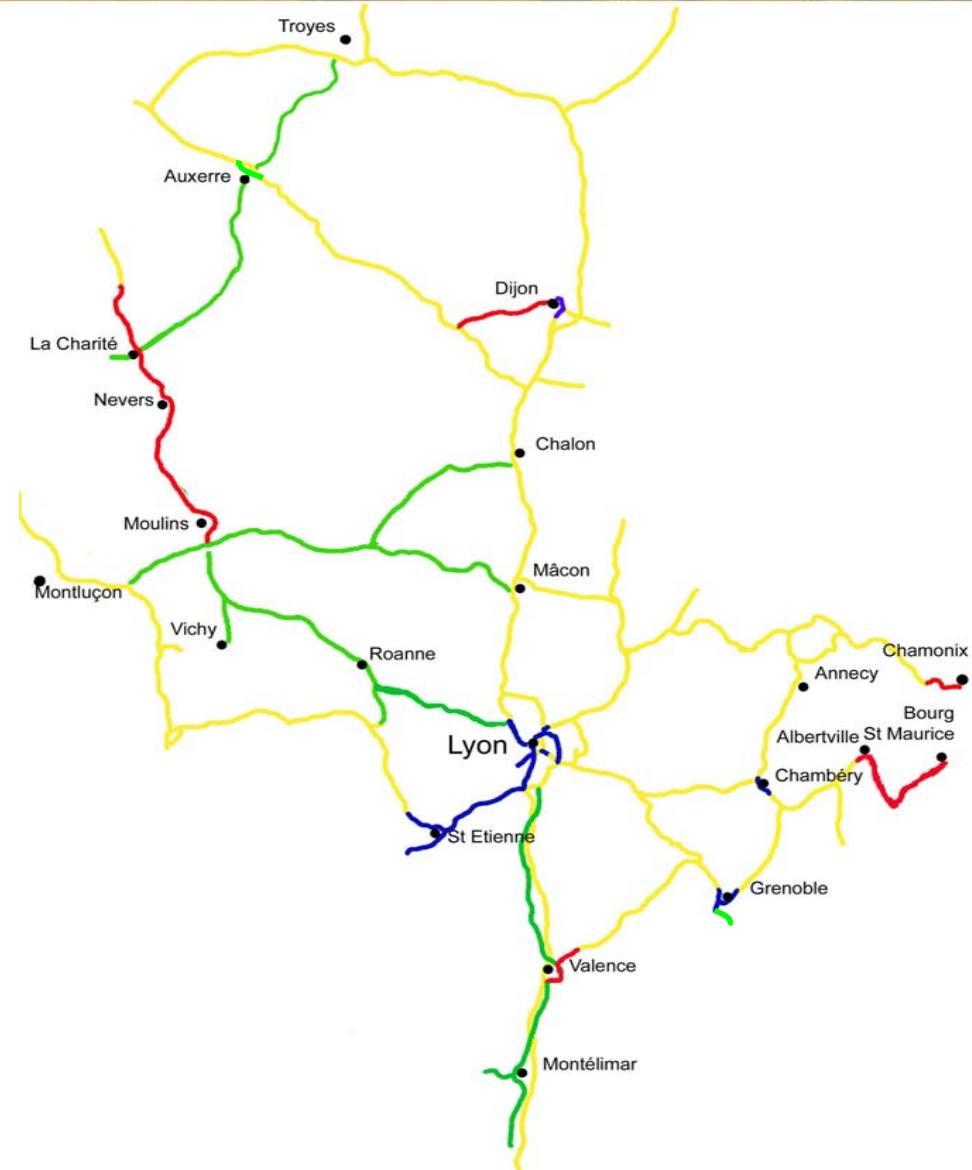 Troyes
Auxerre
Dijon
La Charité
Nevers
Chalon
Moulins
Mâcon
Montluçon
Vichy
Roanne
Chamonix
Annecy
Bourg
St Maurice
Albertville
Lyon
Chambéry
St Etienne
Grenoble
Valence
Montélimar